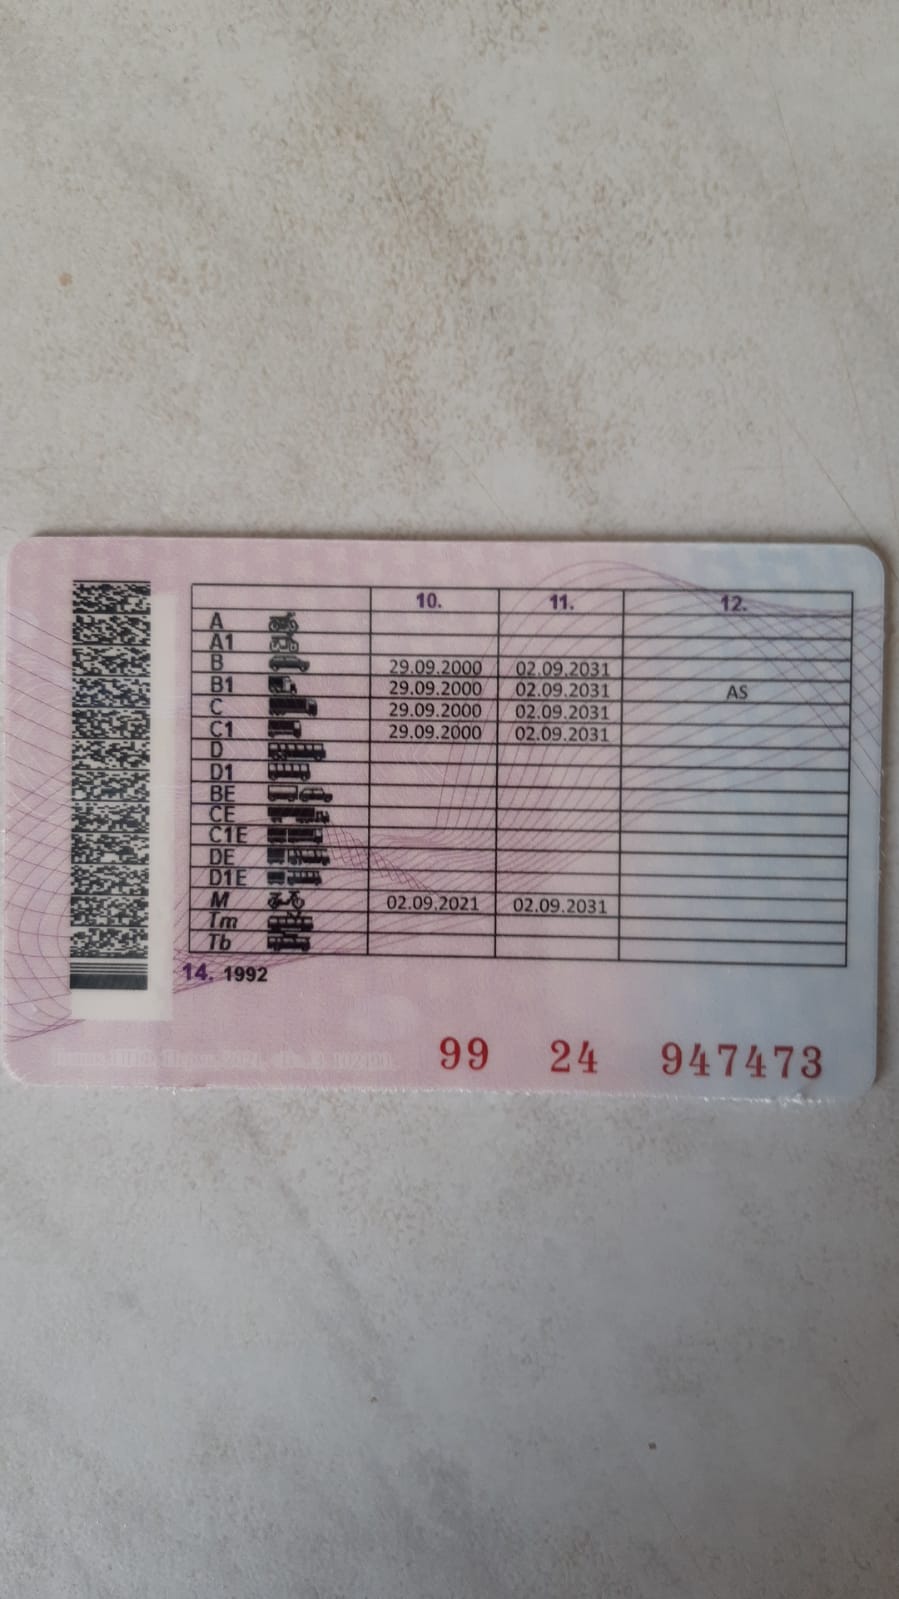 10. 11. 12.
A
A1
B 29.09.2000 02.09.2031
B1 29.09.2000 02.09.2031 AS
C 29.09.2000 02.09.2031
C1 29.09.2000 02.09.2031
D
D1
BE
CE
C1E
DE
D1E
M 02.09.2021 02.09.2031
Tm
Tb
14. 1992
99 24 947473